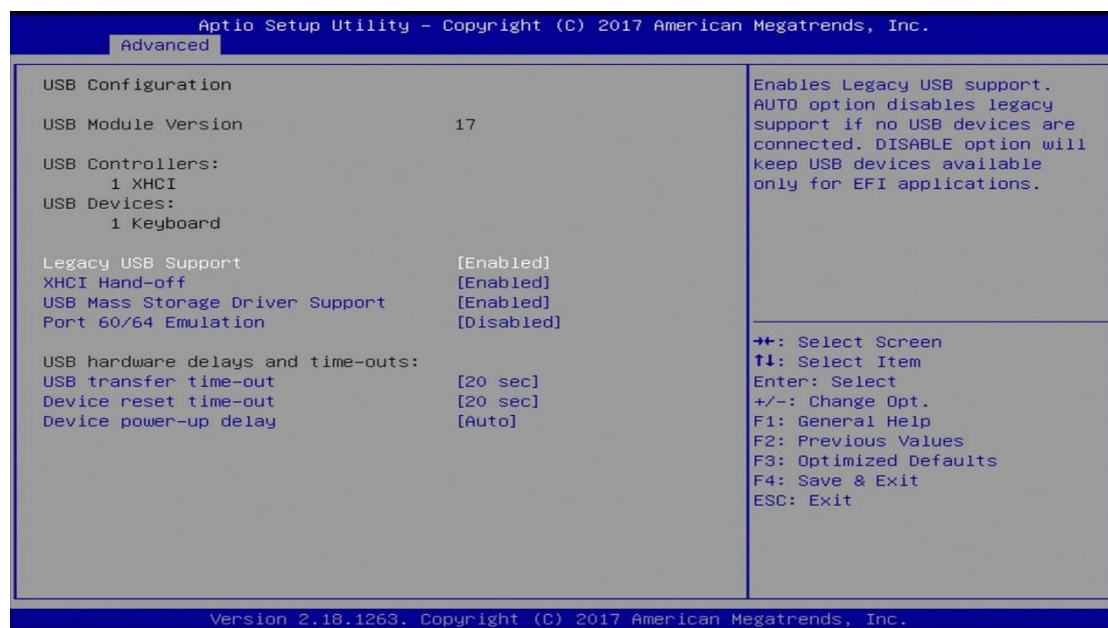 Aptio Setup Utility – Copyright (C) 2017 American Megatrends, Inc.
Advanced
USB Configuration
USB Module Version 17
USB Controllers:
1 XHCI
USB Devices:
1 Keyboard
Legacy USB Support [Enabled]
XHCI Hand-off [Enabled]
USB Mass Storage Driver Support [Enabled]
Port 60/64 Emulation [Disabled]
USB hardware delays and time-outs:
USB transfer time-out [20 sec]
Device reset time-out [20 sec]
Device power-up delay [Auto]
Enables Legacy USB support.
AUTO option disables legacy
support if no USB devices are
connected. DISABLE option will
keep USB devices available
only for EFI applications.
→←: Select Screen
↑↓: Select Item
Enter: Select
+/-: Change Opt.
F1: General Help
F2: Previous Values
F3: Optimized Defaults
F4: Save & Exit
ESC: Exit
Version 2.18.1263. Copyright (C) 2017 American Megatrends, Inc.